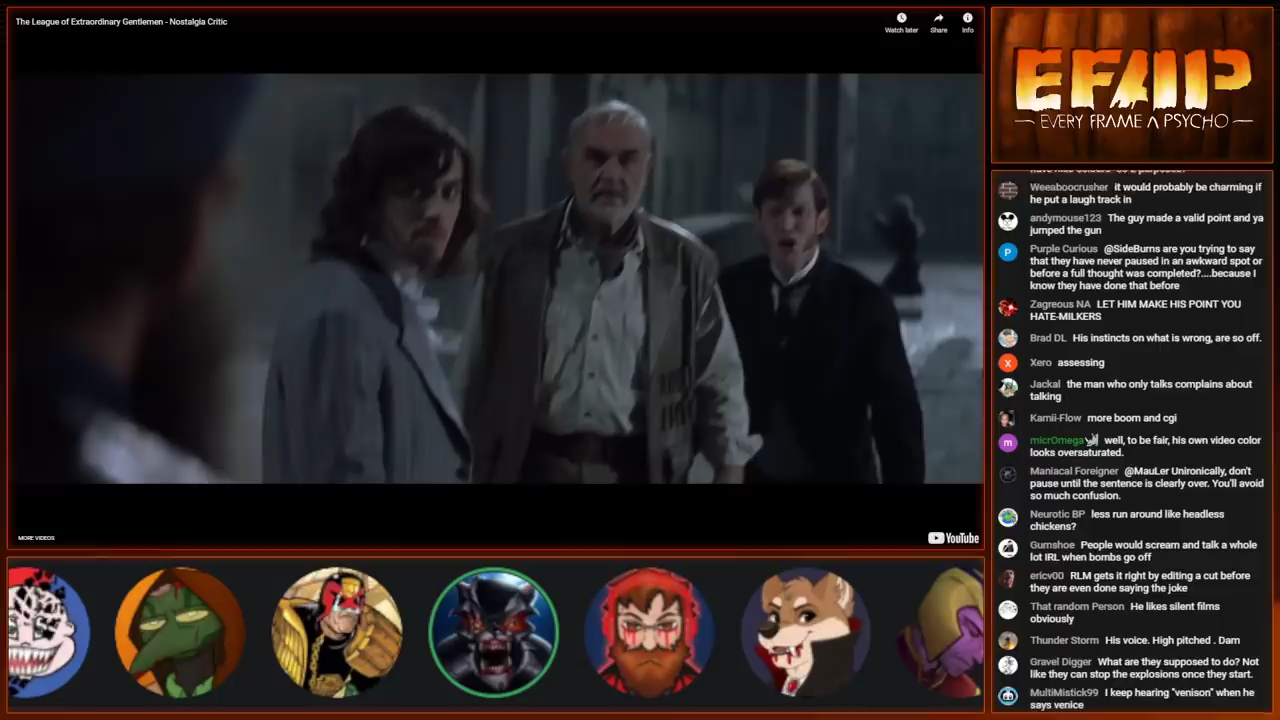 The League of Extraordinary Gentlemen - Nostalgia Critic
Watch later
Share
Info
MORE VIDEOS
YouTube
EFAP
EVERY FRAME A PSYCHO
Weeaboocrusher it would probably be charming if
he put a laugh track in
andymouse123 The guy made a valid point and ya
jumped the gun
Purple Curious @SideBurns are you trying to say
that they have never paused in an awkward spot or
before a full thought was completed?....because I
know they have done that before
Zagreous NA LET HIM MAKE HIS POINT YOU
HATE-MILKERS
Brad DL His instincts on what is wrong, are so off.
Xero assessing
Jackal the man who only talks complains about
talking
Kamii-Flow more boom and cgi
micrOmega well, to be fair, his own video color
looks oversaturated.
Maniacal Foreigner @MauLer Unironically, don't
pause until the sentence is clearly over. You'll avoid
so much confusion.
Neurotic BP less run around like headless
chickens?
Gumshoe People would scream and talk a whole
lot IRL when bombs go off
ericv00 RLM gets it right by editing a cut before
they are even done saying the joke
That random Person He likes silent films
obviously
Thunder Storm His voice. High pitched . Dam
Gravel Digger What are they supposed to do? Not
like they can stop the explosions once they start.
MultiMistick99 I keep hearing "venison" when he
says venice